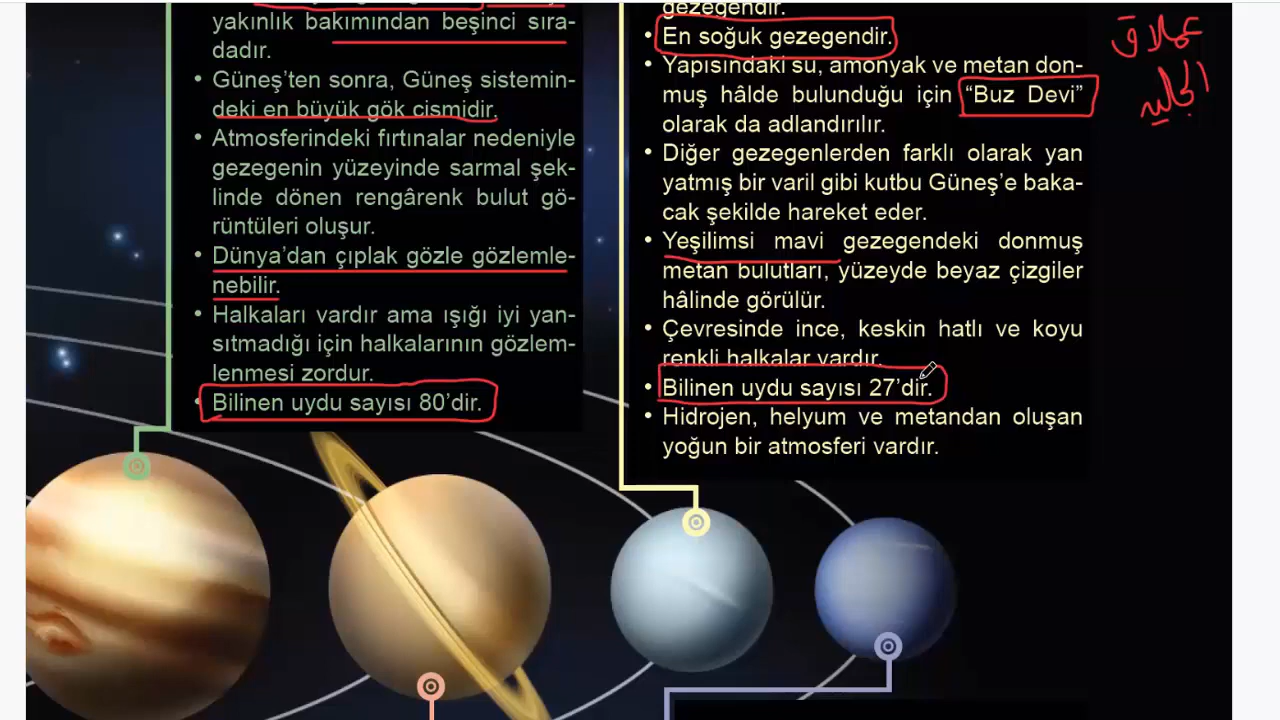 yakınlık bakımından beşinci sıra
dadır.
• Güneş’ten sonra, Güneş sistemin-
deki en büyük gök cismidir.
• Atmosferindeki fırtınalar nedeniyle
gezegenin yüzeyinde sarmal şek-
linde dönen rengârenk bulut gö-
rüntüleri oluşur.
• Dünya’dan çıplak gözle gözlemle-
nebilir.
• Halkaları vardır ama ışığı iyi yan-
sıtmadığı için halkalarının gözlem-
lenmesi zordur.
• Bilinen uydu sayısı 80’dir.
gezegendir.
• En soğuk gezegendir.
• Yapısındaki su, amonyak ve metan don-
muş hâlde bulunduğu için “Buz Devi”
olarak da adlandırılır.
• Diğer gezegenlerden farklı olarak yan
yatmış bir varil gibi kutbu Güneş’e baka-
cak şekilde hareket eder.
• Yeşilimsi mavi gezegendeki donmuş
metan bulutları, yüzeyde beyaz çizgiler
hâlinde görülür.
• Çevresinde ince, keskin hatlı ve koyu
renkli halkalar vardır.
• Bilinen uydu sayısı 27’dir.
• Hidrojen, helyum ve metandan oluşan
yoğun bir atmosferi vardır.
عملاق